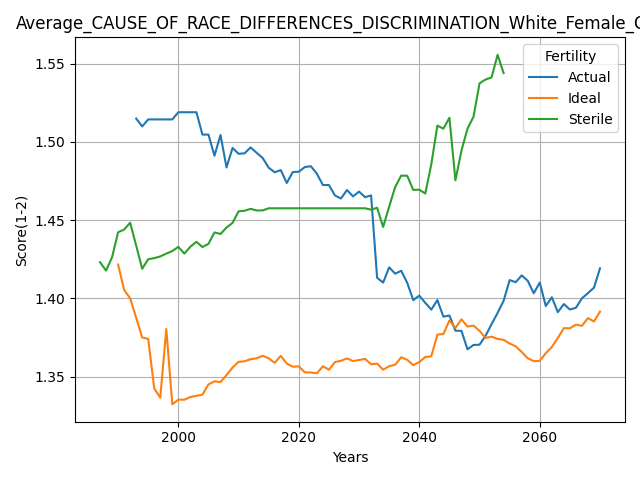 Average_CAUSE_OF_RACE_DIFFERENCES_DISCRIMINATION_White_Female_
Fertility
Actual
Ideal
Sterile
Score(1-2)
1.55
1.50
1.45
1.40
1.35
2000 2020 2040 2060
Years